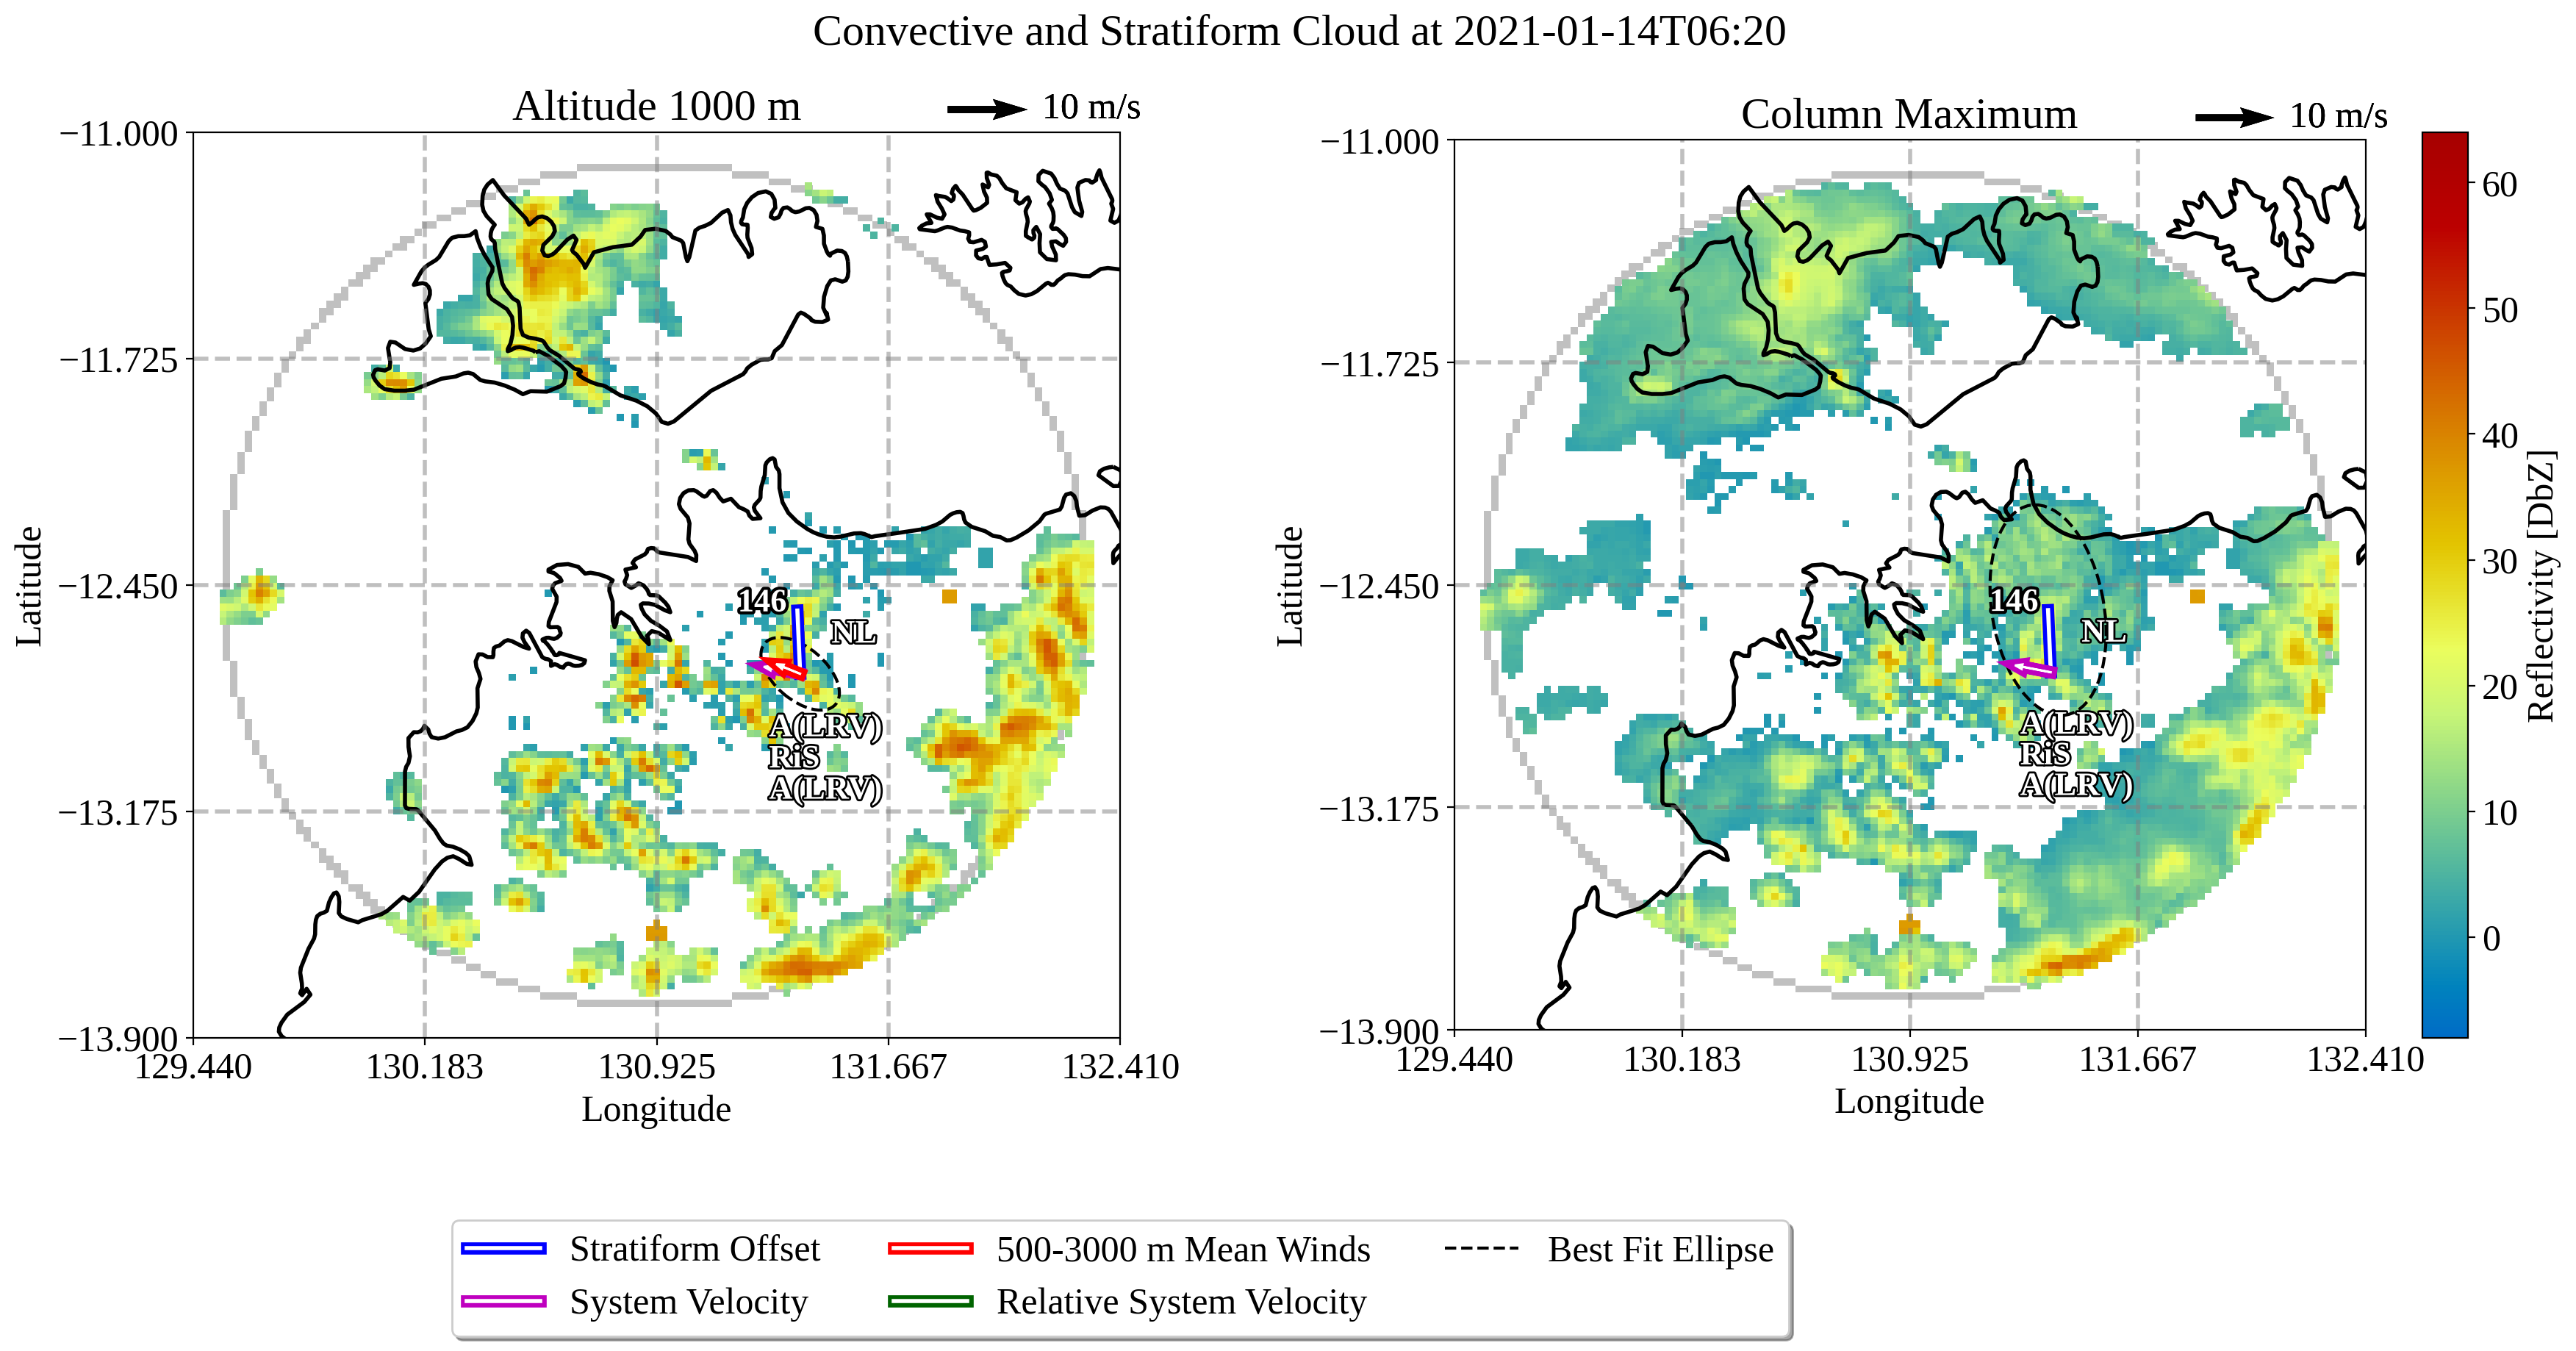 Convective and Stratiform Cloud at 2021-01-14T06:20
Altitude 1000 m
10 m/s
−11.000
−11.725
−12.450
−13.175
−13.900
Latitude
129.440
130.183
130.925
131.667
132.410
Longitude
146
NL
A(LRV)
RiS
A(LRV)
Column Maximum
10 m/s
−11.000
−11.725
−12.450
−13.175
−13.900
Latitude
129.440
130.183
130.925
131.667
132.410
Longitude
146
NL
A(LRV)
RiS
A(LRV)
60
50
40
30
20
10
0
Reflectivity [DbZ]
Stratiform Offset
System Velocity
500-3000 m Mean Winds
Relative System Velocity
Best Fit Ellipse